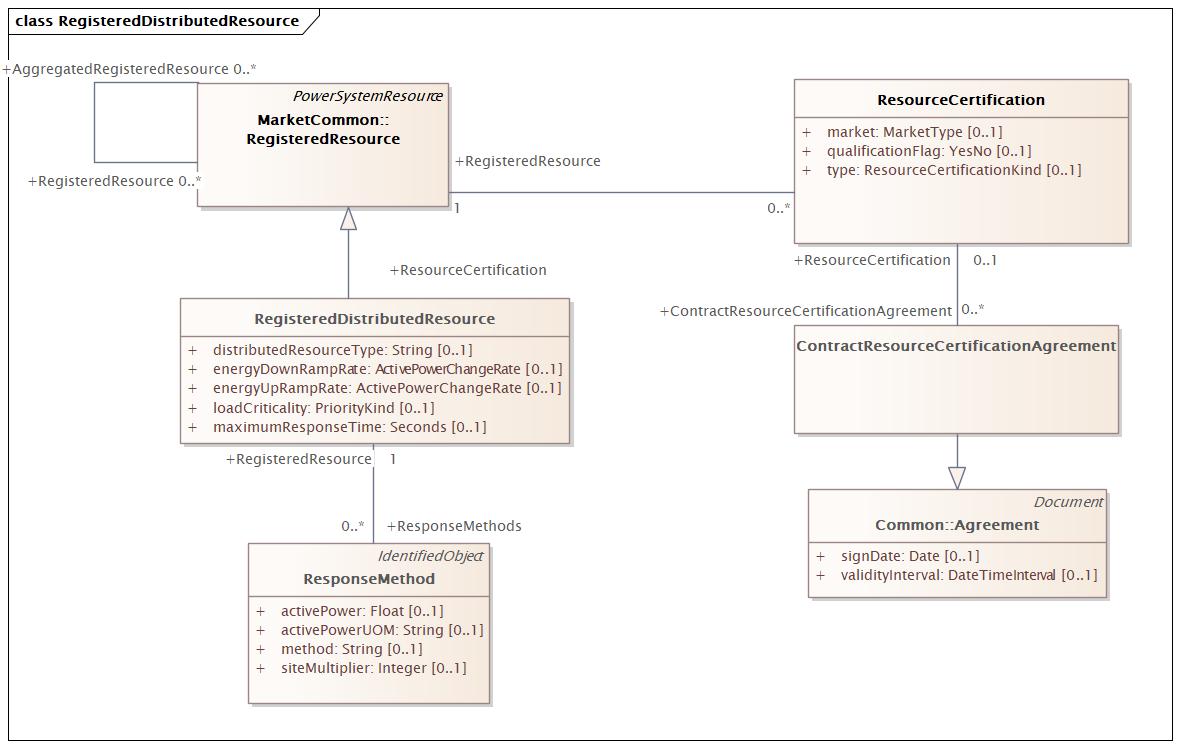 class RegisteredDistributedResource
+AggregatedRegisteredResource 0..*
PowerSystemResource
MarketCommon::
RegisteredResource
+RegisteredResource 0..*
+RegisteredResource
1
0..*
ResourceCertification
+ market: MarketType [0..1]
+ qualificationFlag: YesNo [0..1]
+ type: ResourceCertificationKind [0..1]
+ResourceCertification
+ResourceCertification 0..1
+ContractResourceCertificationAgreement 0..*
RegisteredDistributedResource
+ distributedResourceType: String [0..1]
+ energyDownRampRate: ActivePowerChangeRate [0..1]
+ energyUpRampRate: ActivePowerChangeRate [0..1]
+ loadCriticality: PriorityKind [0..1]
+ maximumResponseTime: Seconds [0..1]
ContractResourceCertificationAgreement
+RegisteredResource 1
0..* +ResponseMethods
IdentifiedObject
ResponseMethod
+ activePower: Float [0..1]
+ activePowerUOM: String [0..1]
+ method: String [0..1]
+ siteMultiplier: Integer [0..1]
Document
Common::Agreement
+ signDate: Date [0..1]
+ validityInterval: DateTimeInterval [0..1]